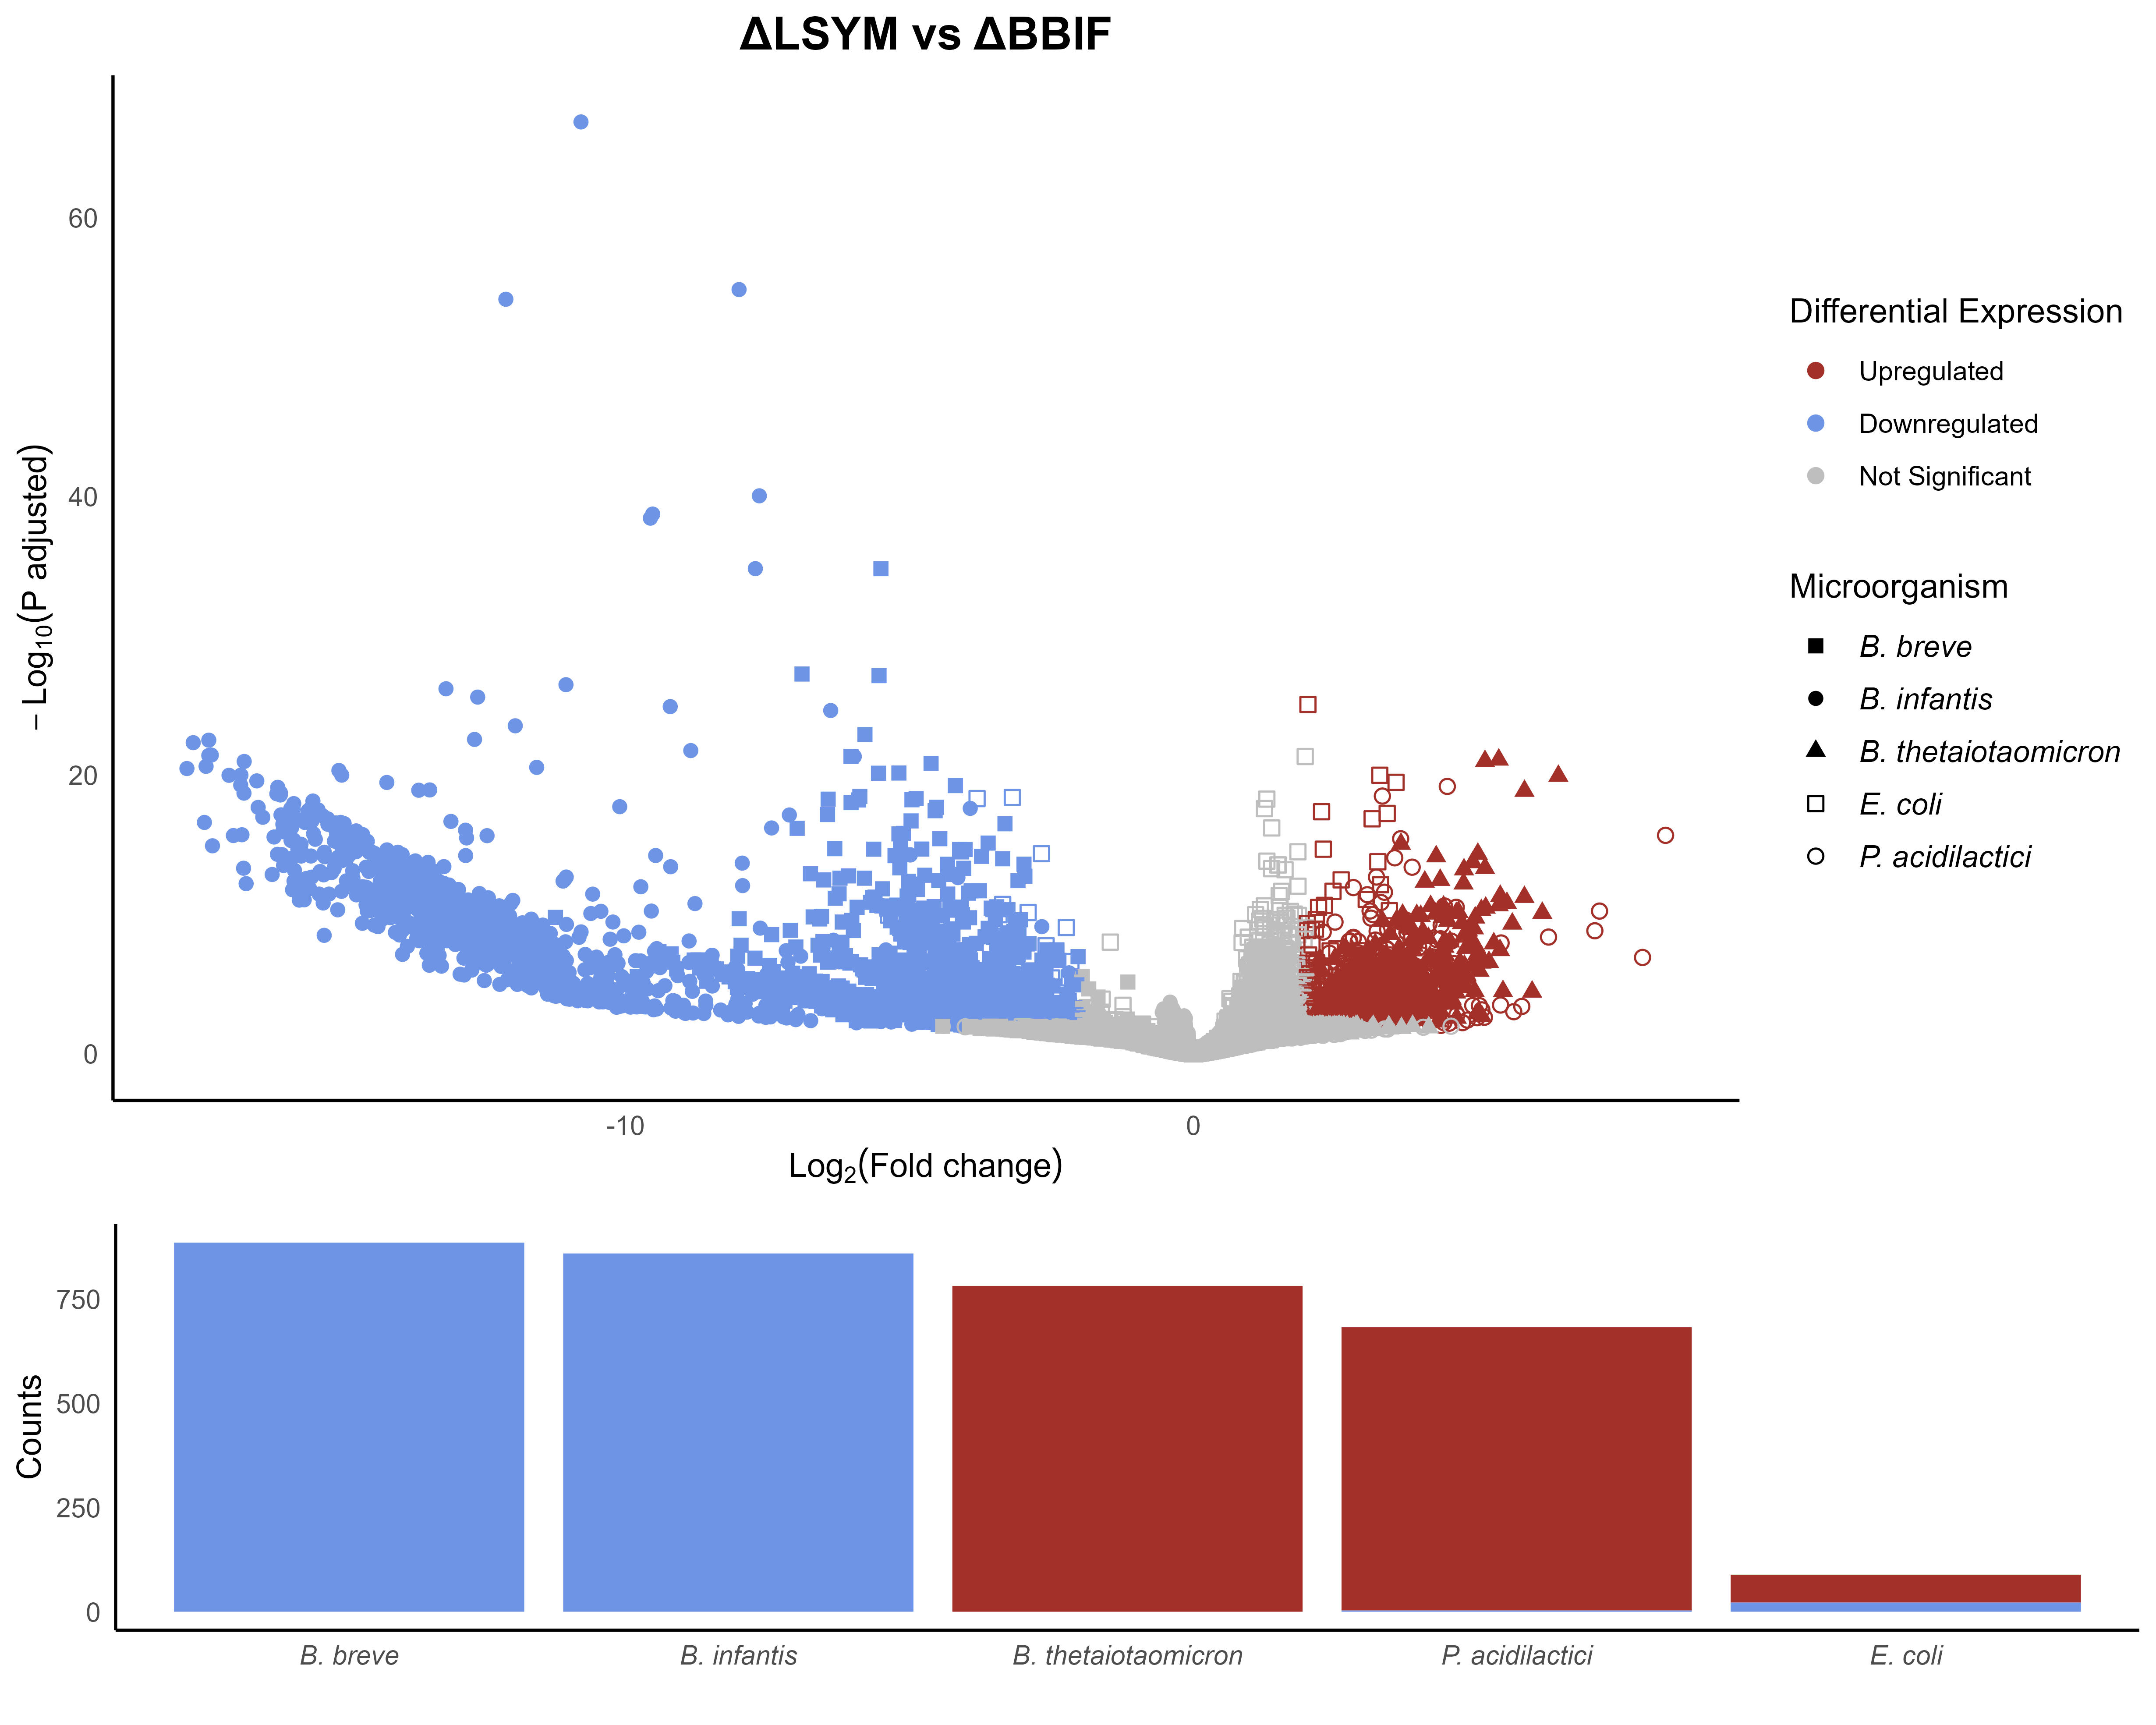 ΔLSYM vs ΔBBIF
− Log10(P adjusted)
60
40
20
0
-10
0
Log2(Fold change)
Differential Expression
Upregulated
Downregulated
Not Significant
Microorganism
B. breve
B. infantis
B. thetaiotaomicron
E. coli
P. acidilactici
Counts
750
500
250
0
B. breve
B. infantis
B. thetaiotaomicron
P. acidilactici
E. coli